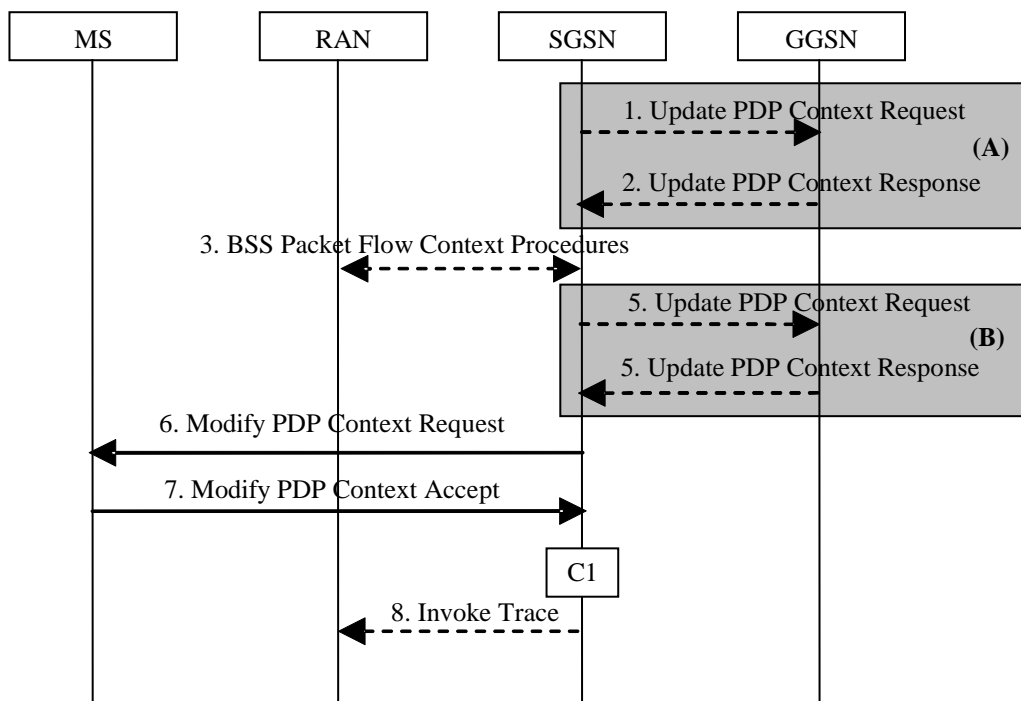 MS
RAN
SGSN
GGSN
1. Update PDP Context Request
(A)
2. Update PDP Context Response
3. BSS Packet Flow Context Procedures
5. Update PDP Context Request
(B)
5. Update PDP Context Response
6. Modify PDP Context Request
7. Modify PDP Context Accept
C1
8. Invoke Trace